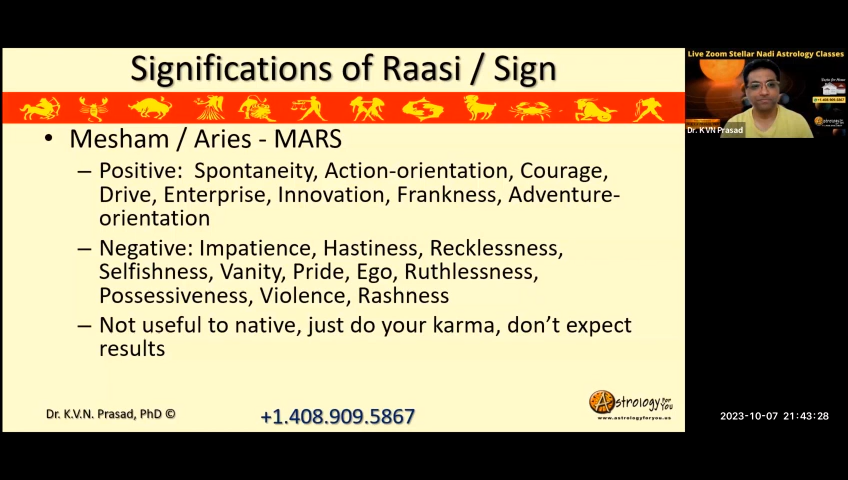 Significations of Raasi / Sign
• Mesham / Aries - MARS
– Positive: Spontaneity, Action-orientation, Courage,
Drive, Enterprise, Innovation, Frankness, Adventure-
orientation
– Negative: Impatience, Hastiness, Recklessness,
Selfishness, Vanity, Pride, Ego, Ruthlessness,
Possessiveness, Violence, Rashness
– Not useful to native, just do your karma, don’t expect
results
Dr. K.V.N. Prasad, PhD ©
+1.408.909.5867
Astrology for You
www.astrologyforyou.us
Live Zoom Stellar Nadi Astrology Classes
Dr. K VN Prasad
2023-10-07 21:43:28